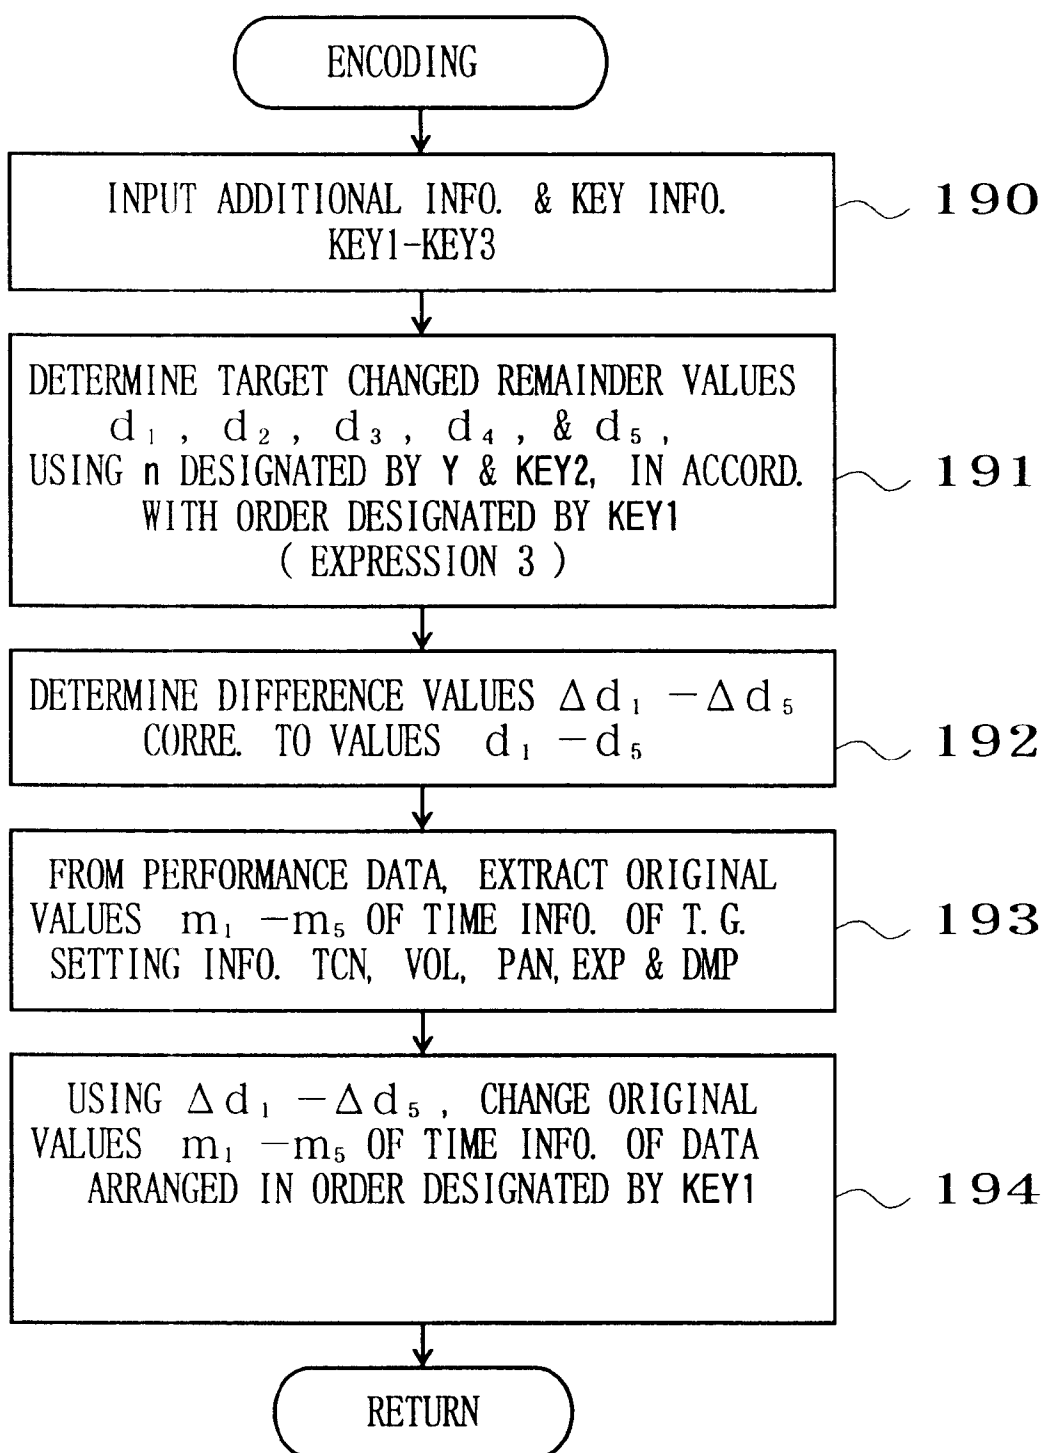 ENCODING
INPUT ADDITIONAL INFO. & KEY INFO.
KEY1-KEY3
190
DETERMINE TARGET CHANGED REMAINDER VALUES
d₁, d₂, d₃, d₄, & d₅,
USING n DESIGNATED BY Y & KEY2, IN ACCORD.
WITH ORDER DESIGNATED BY KEY1
( EXPRESSION 3 )
191
DETERMINE DIFFERENCE VALUES Δd₁ −Δd₅
CORRE. TO VALUES d₁ −d₅
192
FROM PERFORMANCE DATA, EXTRACT ORIGINAL
VALUES m₁ −m₅ OF TIME INFO. OF T.G.
SETTING INFO. TCN, VOL, PAN, EXP & DMP
193
USING Δd₁ −Δd₅, CHANGE ORIGINAL
VALUES m₁ −m₅ OF TIME INFO. OF DATA
ARRANGED IN ORDER DESIGNATED BY KEY1
194
RETURN